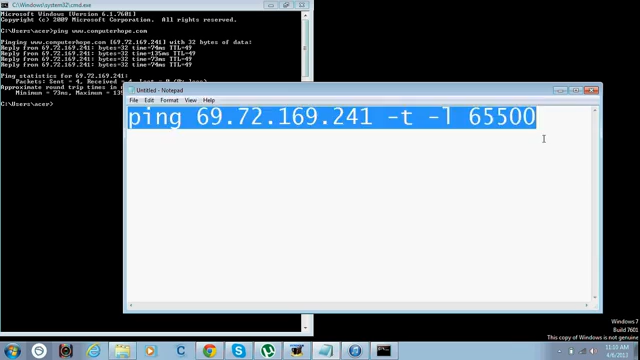 C:\Windows\system32\cmd.exe
Microsoft Windows [Version 6.1.7601]
Copyright (c) 2009 Microsoft Corporation. All rights
C:\Users\acer>ping www.computerhope.com
Pinging www.computerhope.com [69.72.169.241] with 32 bytes of data:
Reply from 69.72.169.241: bytes=32 time=74ms TTL=49
Reply from 69.72.169.241: bytes=32 time=
Reply from 69.72.169.241: bytes=32 time=73ms TTL=49
Reply from 69.72.169.241: bytes=32 time=74ms TTL=49
Ping statistics for 69.72.169.241:
Packets: Sent = 4, Received =
Approximate round trip times in
Minimum = 73ms, Maximum =
C:\Users\acer>
Untitled - Notepad
File Edit Format View Help
ping 69.72.169.241 -t -l 65500
Windows 7
Build 7601
This copy of Windows is not genuine
11:10 AM
4/6/2013